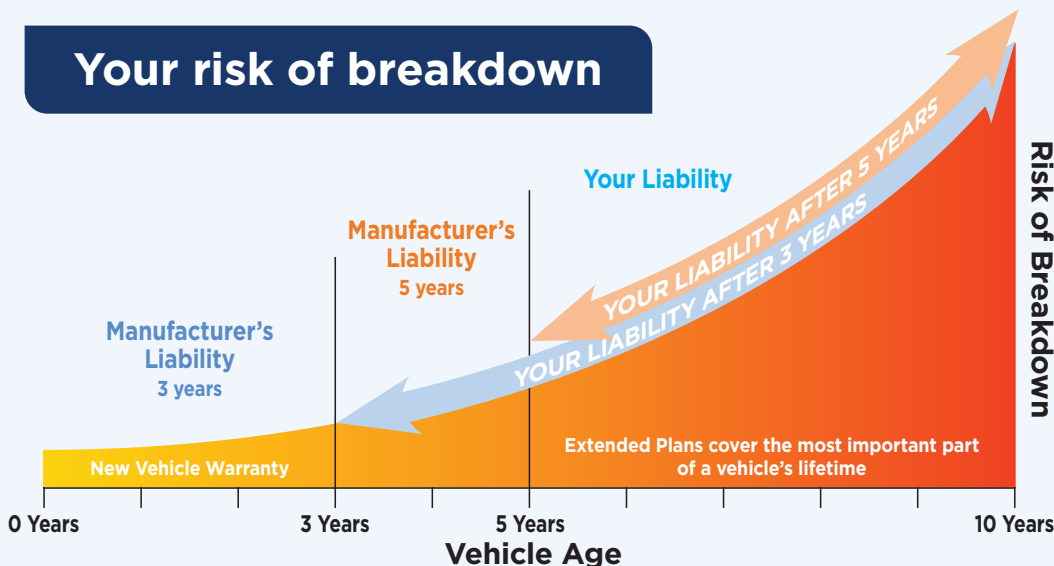 Your risk of breakdown
Your Liability
Manufacturer's
Liability
5 years
Manufacturer's
Liability
3 years
YOUR LIABILITY AFTER 5 YEARS
YOUR LIABILITY AFTER 3 YEARS
New Vehicle Warranty
Extended Plans cover the most important part
of a vehicle's lifetime
Risk of Breakdown
0 Years
3 Years
5 Years
10 Years
Vehicle Age